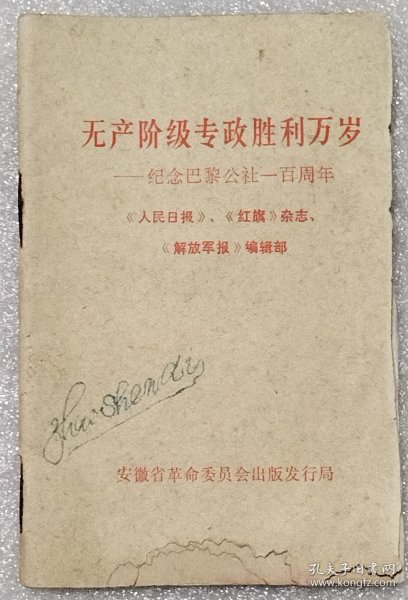 无产阶级专政胜利万岁
——纪念巴黎公社一百周年
《人民日报》、《红旗》杂志、
《解放军报》编辑部
安徽省革命委员会出版发行局
孔夫子旧书网
www.kongfz.com